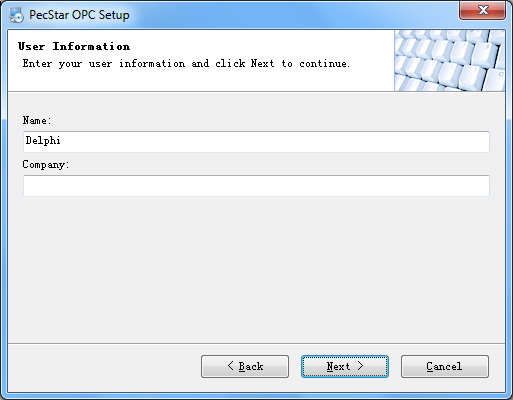 PecStar OPC Setup
User Information
Enter your user information and click Next to continue.
Name:
Delphi
Company:
< Back
Next >
Cancel